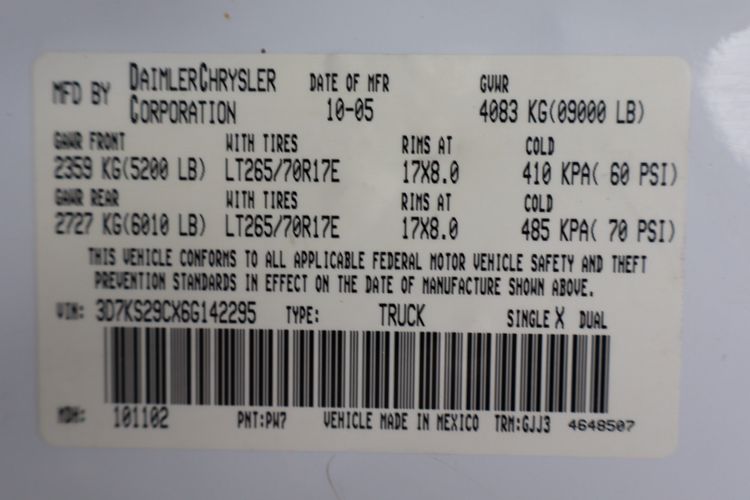 MFD BY DAIMLERCHRYSLER CORPORATION DATE OF MFR 10-05 GVWR 4083 KG(09000 LB)
GAWR FRONT WITH TIRES RIMS AT COLD
2359 KG(5200 LB) LT265/70R17E 17X8.0 410 KPA( 60 PSI)
GAWR REAR WITH TIRES RIMS AT COLD
2727 KG(6010 LB) LT265/70R17E 17X8.0 485 KPA( 70 PSI)
THIS VEHICLE CONFORMS TO ALL APPLICABLE FEDERAL MOTOR VEHICLE SAFETY AND THEFT
PREVENTION STANDARDS IN EFFECT ON THE DATE OF MANUFACTURE SHOWN ABOVE.
VIN: 3D7KS29CX6G142295 TYPE: TRUCK SINGLE X DUAL
MDH: 101102 PNT:PW7 VEHICLE MADE IN MEXICO TRM:GJJ3 4648507